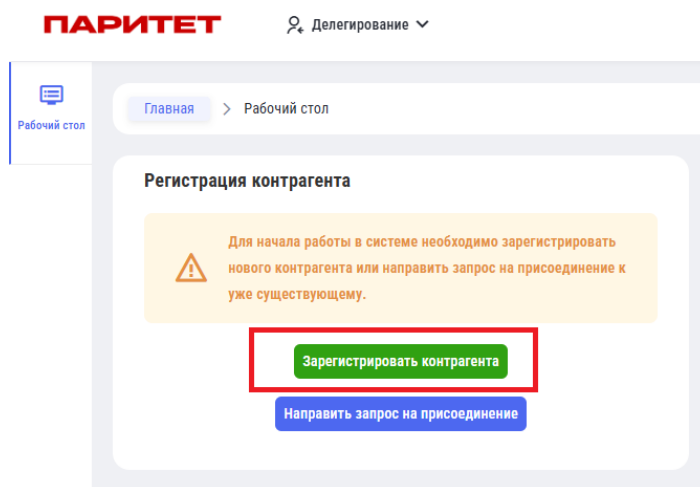 ПАРИТЕТ
Делегирование
Рабочий стол
Главная > Рабочий стол
Регистрация контрагента
Для начала работы в системе необходимо зарегистрировать
нового контрагента или направить запрос на присоединение к
уже существующему.
Зарегистрировать контрагента
Направить запрос на присоединение